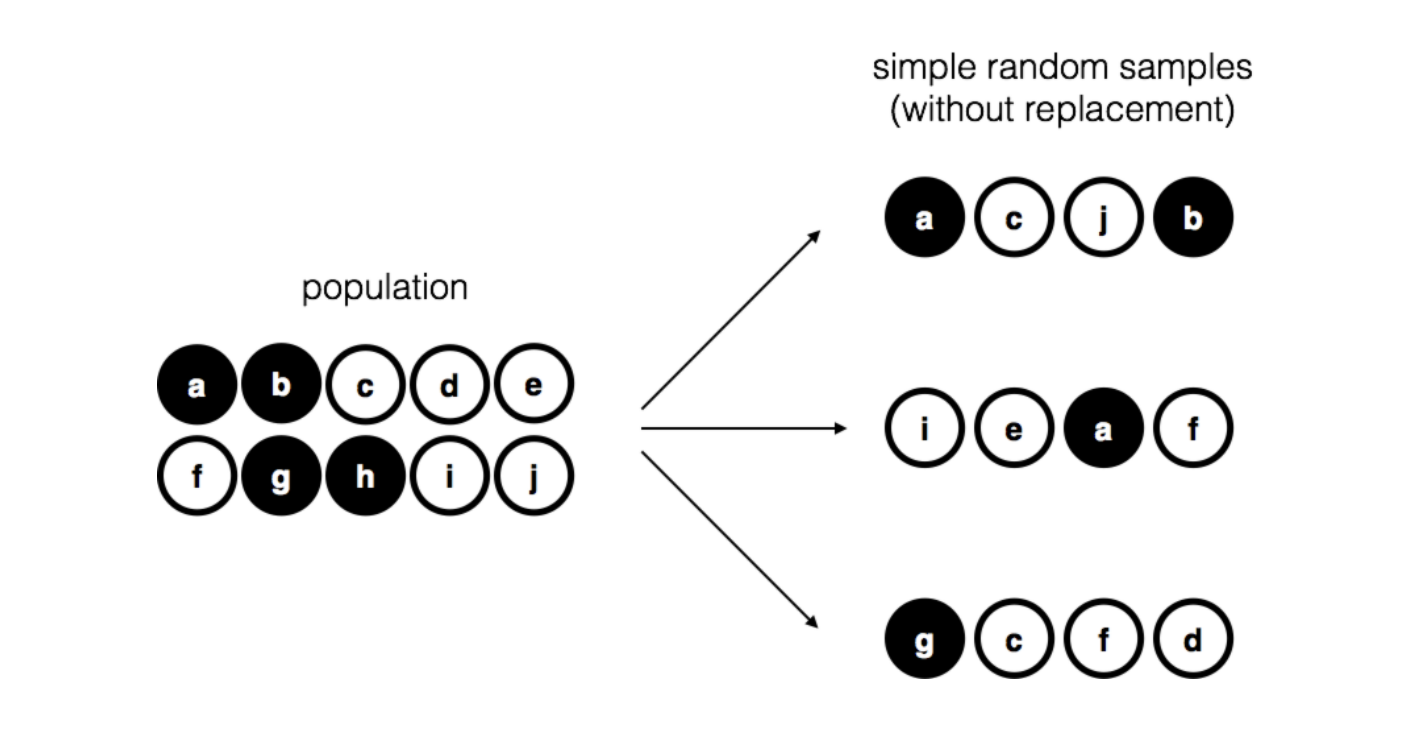 simple random samples
(without replacement)
a c j b
population
a b c d e
i e a f
f g h i j
g c f d